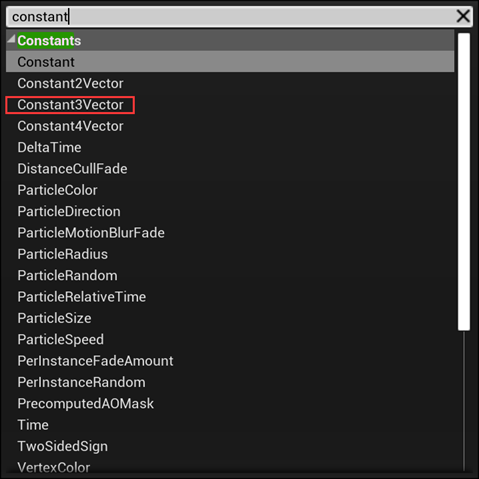 constant
Constants
Constant
Constant2Vector
Constant3Vector
Constant4Vector
DeltaTime
DistanceCullFade
ParticleColor
ParticleDirection
ParticleMotionBlurFade
ParticleRadius
ParticleRandom
ParticleRelativeTime
ParticleSize
ParticleSpeed
PerInstanceFadeAmount
PerInstanceRandom
PrecomputedAOMask
Time
TwoSidedSign
VertexColor